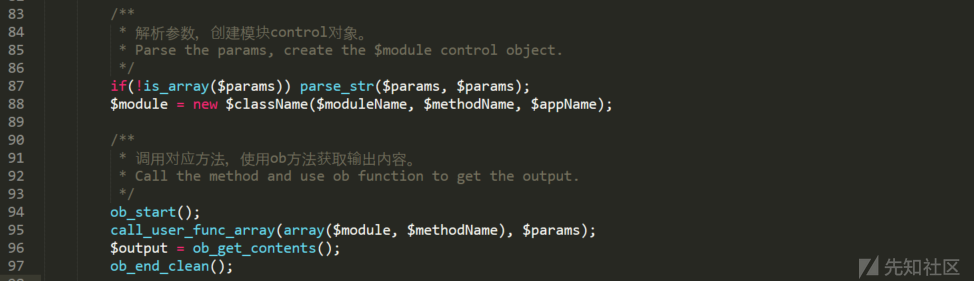 83 /**
84 * 解析参数，创建模块control对象。
85 * Parse the params, create the $module control object.
86 */
87 if(!is_array($params)) parse_str($params, $params);
88 $module = new $className($moduleName, $methodName, $appName);
89
90 /**
91 * 调用对应方法，使用ob方法获取输出内容。
92 * Call the method and use ob function to get the output.
93 */
94 ob_start();
95 call_user_func_array(array($module, $methodName), $params);
96 $output = ob_get_contents();
97 ob_end_clean();
先知社区